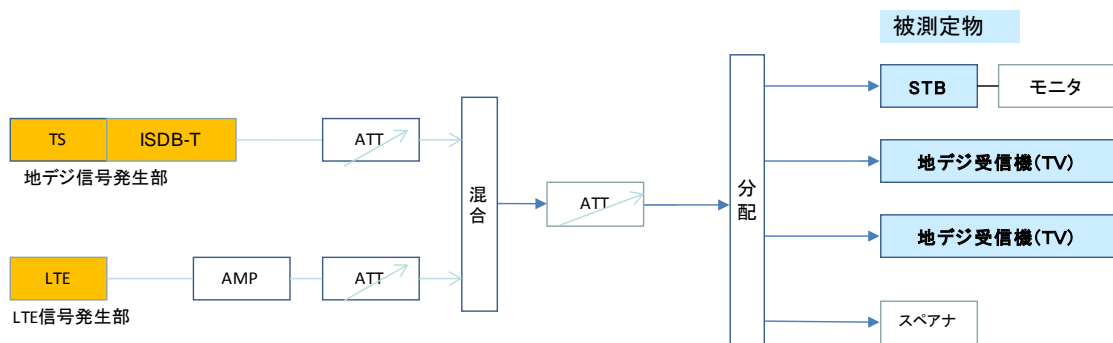 被測定物
STB
モニタ
TS
ISDB-T
ATT
地デジ受信機(TV)
地デジ信号発生部
混合
ATT
分配
地デジ受信機(TV)
LTE
AMP
ATT
LTE信号発生部
スペアナ